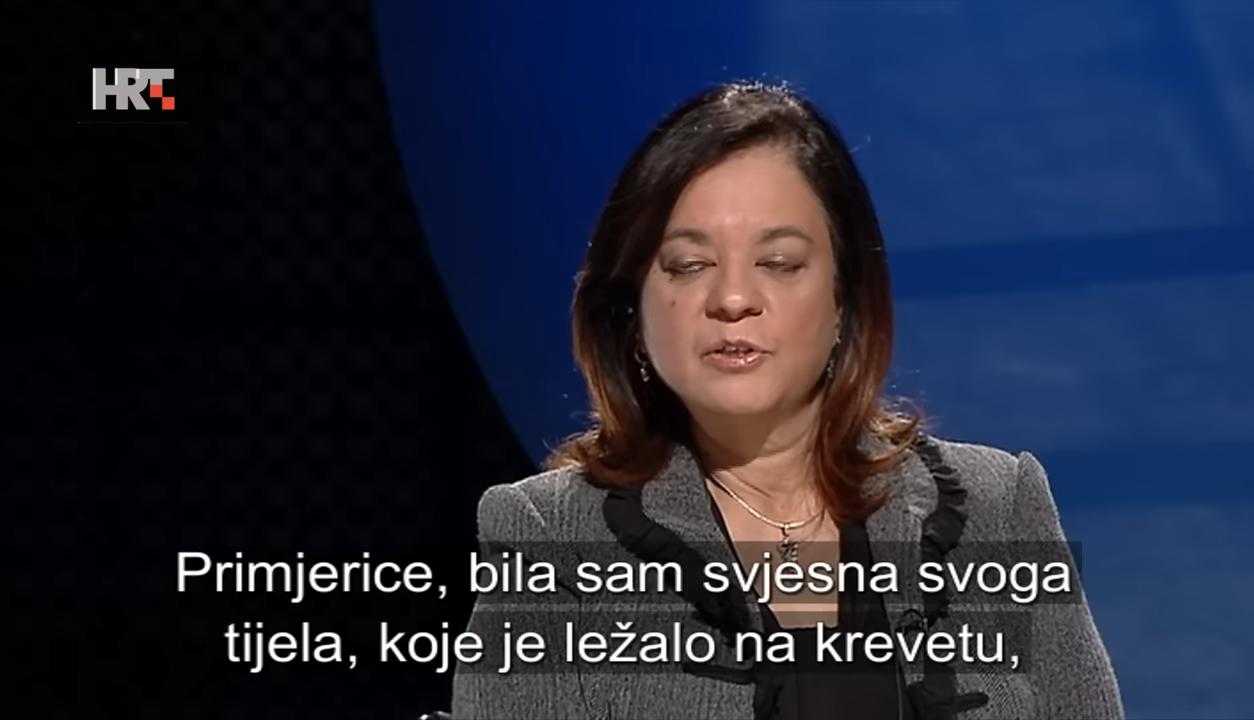 HRT
Primjerice, bila sam svjesna svoga
tijela, koje je ležalo na krevetu,